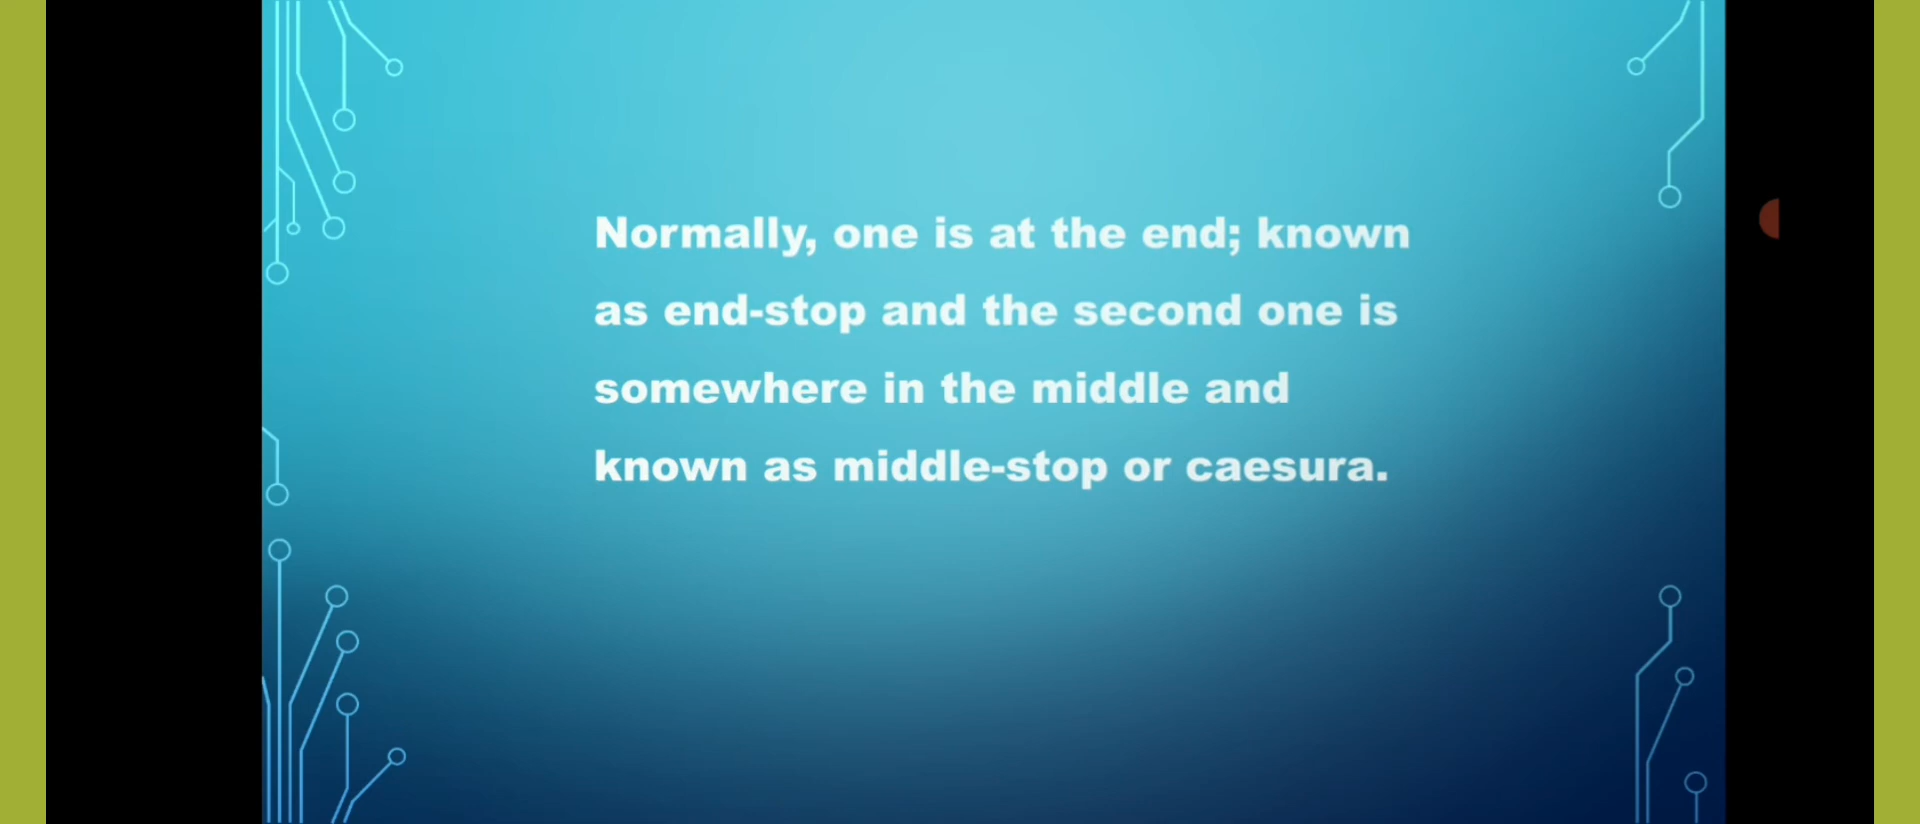 Normally, one is at the end; known
as end-stop and the second one is
somewhere in the middle and
known as middle-stop or caesura.